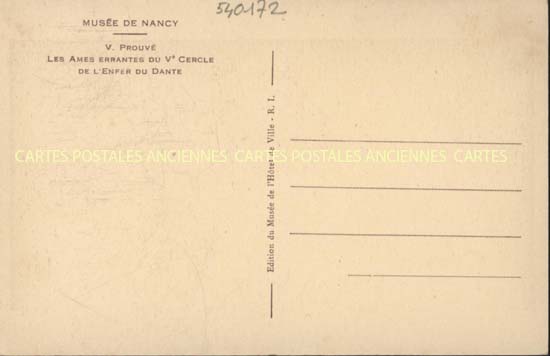 540172
MUSÉE DE NANCY
V. PROUVÉ
LES AMES ERRANTES DU Vᵉ CERCLE
DE L'ENFER DU DANTE
CARTES POSTALES ANCIENNES CARTES POSTALES ANCIENNES CARTES
Edition du Musée de l'Hôtel de Ville - R. I.